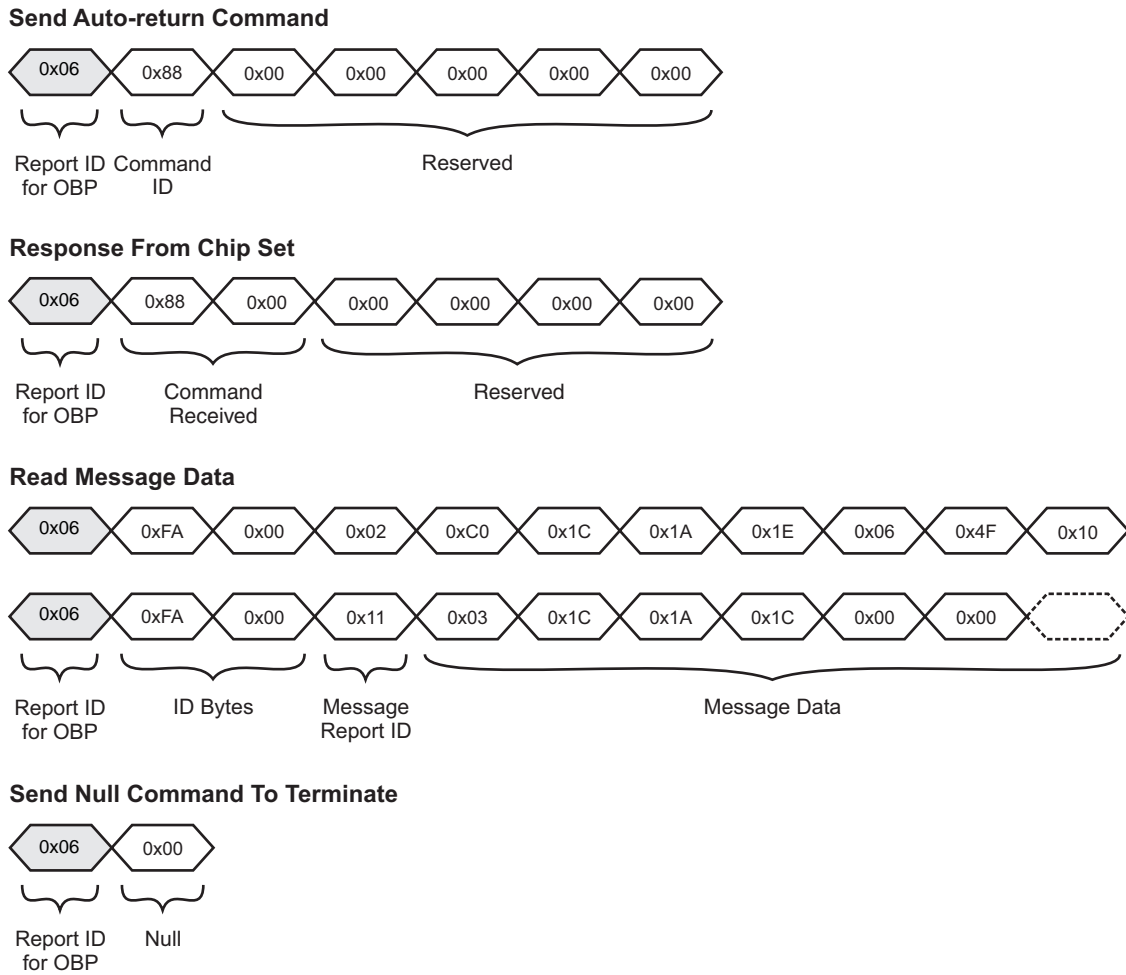 Send Auto-return Command
0x06 0x88 0x00 0x00 0x00 0x00 0x00
Report ID for OBP
Command ID
Reserved
Response From Chip Set
0x06 0x88 0x00 0x00 0x00 0x00 0x00
Report ID for OBP
Command Received
Reserved
Read Message Data
0x06 0xFA 0x00 0x02 0xC0 0x1C 0x1A 0x1E 0x06 0x4F 0x10
0x06 0xFA 0x00 0x11 0x03 0x1C 0x1A 0x1C 0x00 0x00
Report ID for OBP
ID Bytes
Message Report ID
Message Data
Send Null Command To Terminate
0x06 0x00
Report ID for OBP
Null